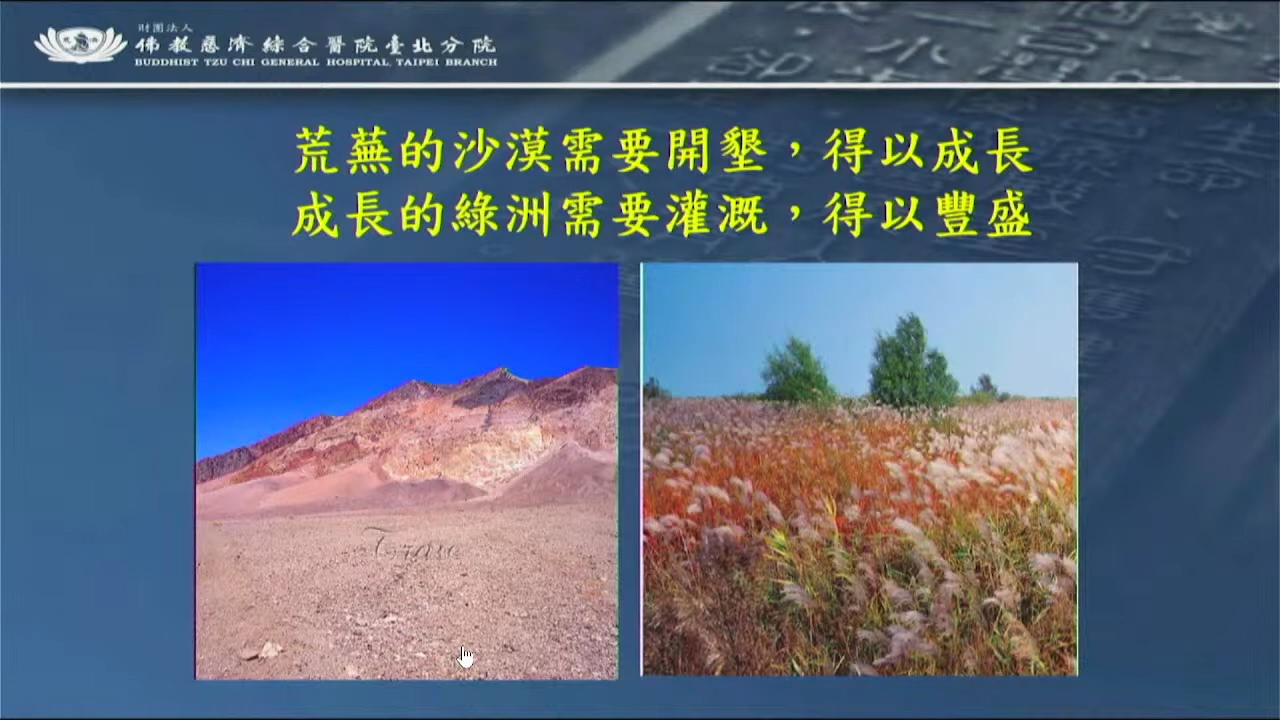 財團法人
佛教慈濟綜合醫院臺北分院
BUDDHIST TZU CHI GENERAL HOSPITAL, TAIPEI BRANCH
荒蕪的沙漠需要開墾，得以成長
成長的綠洲需要灌溉，得以豐盛